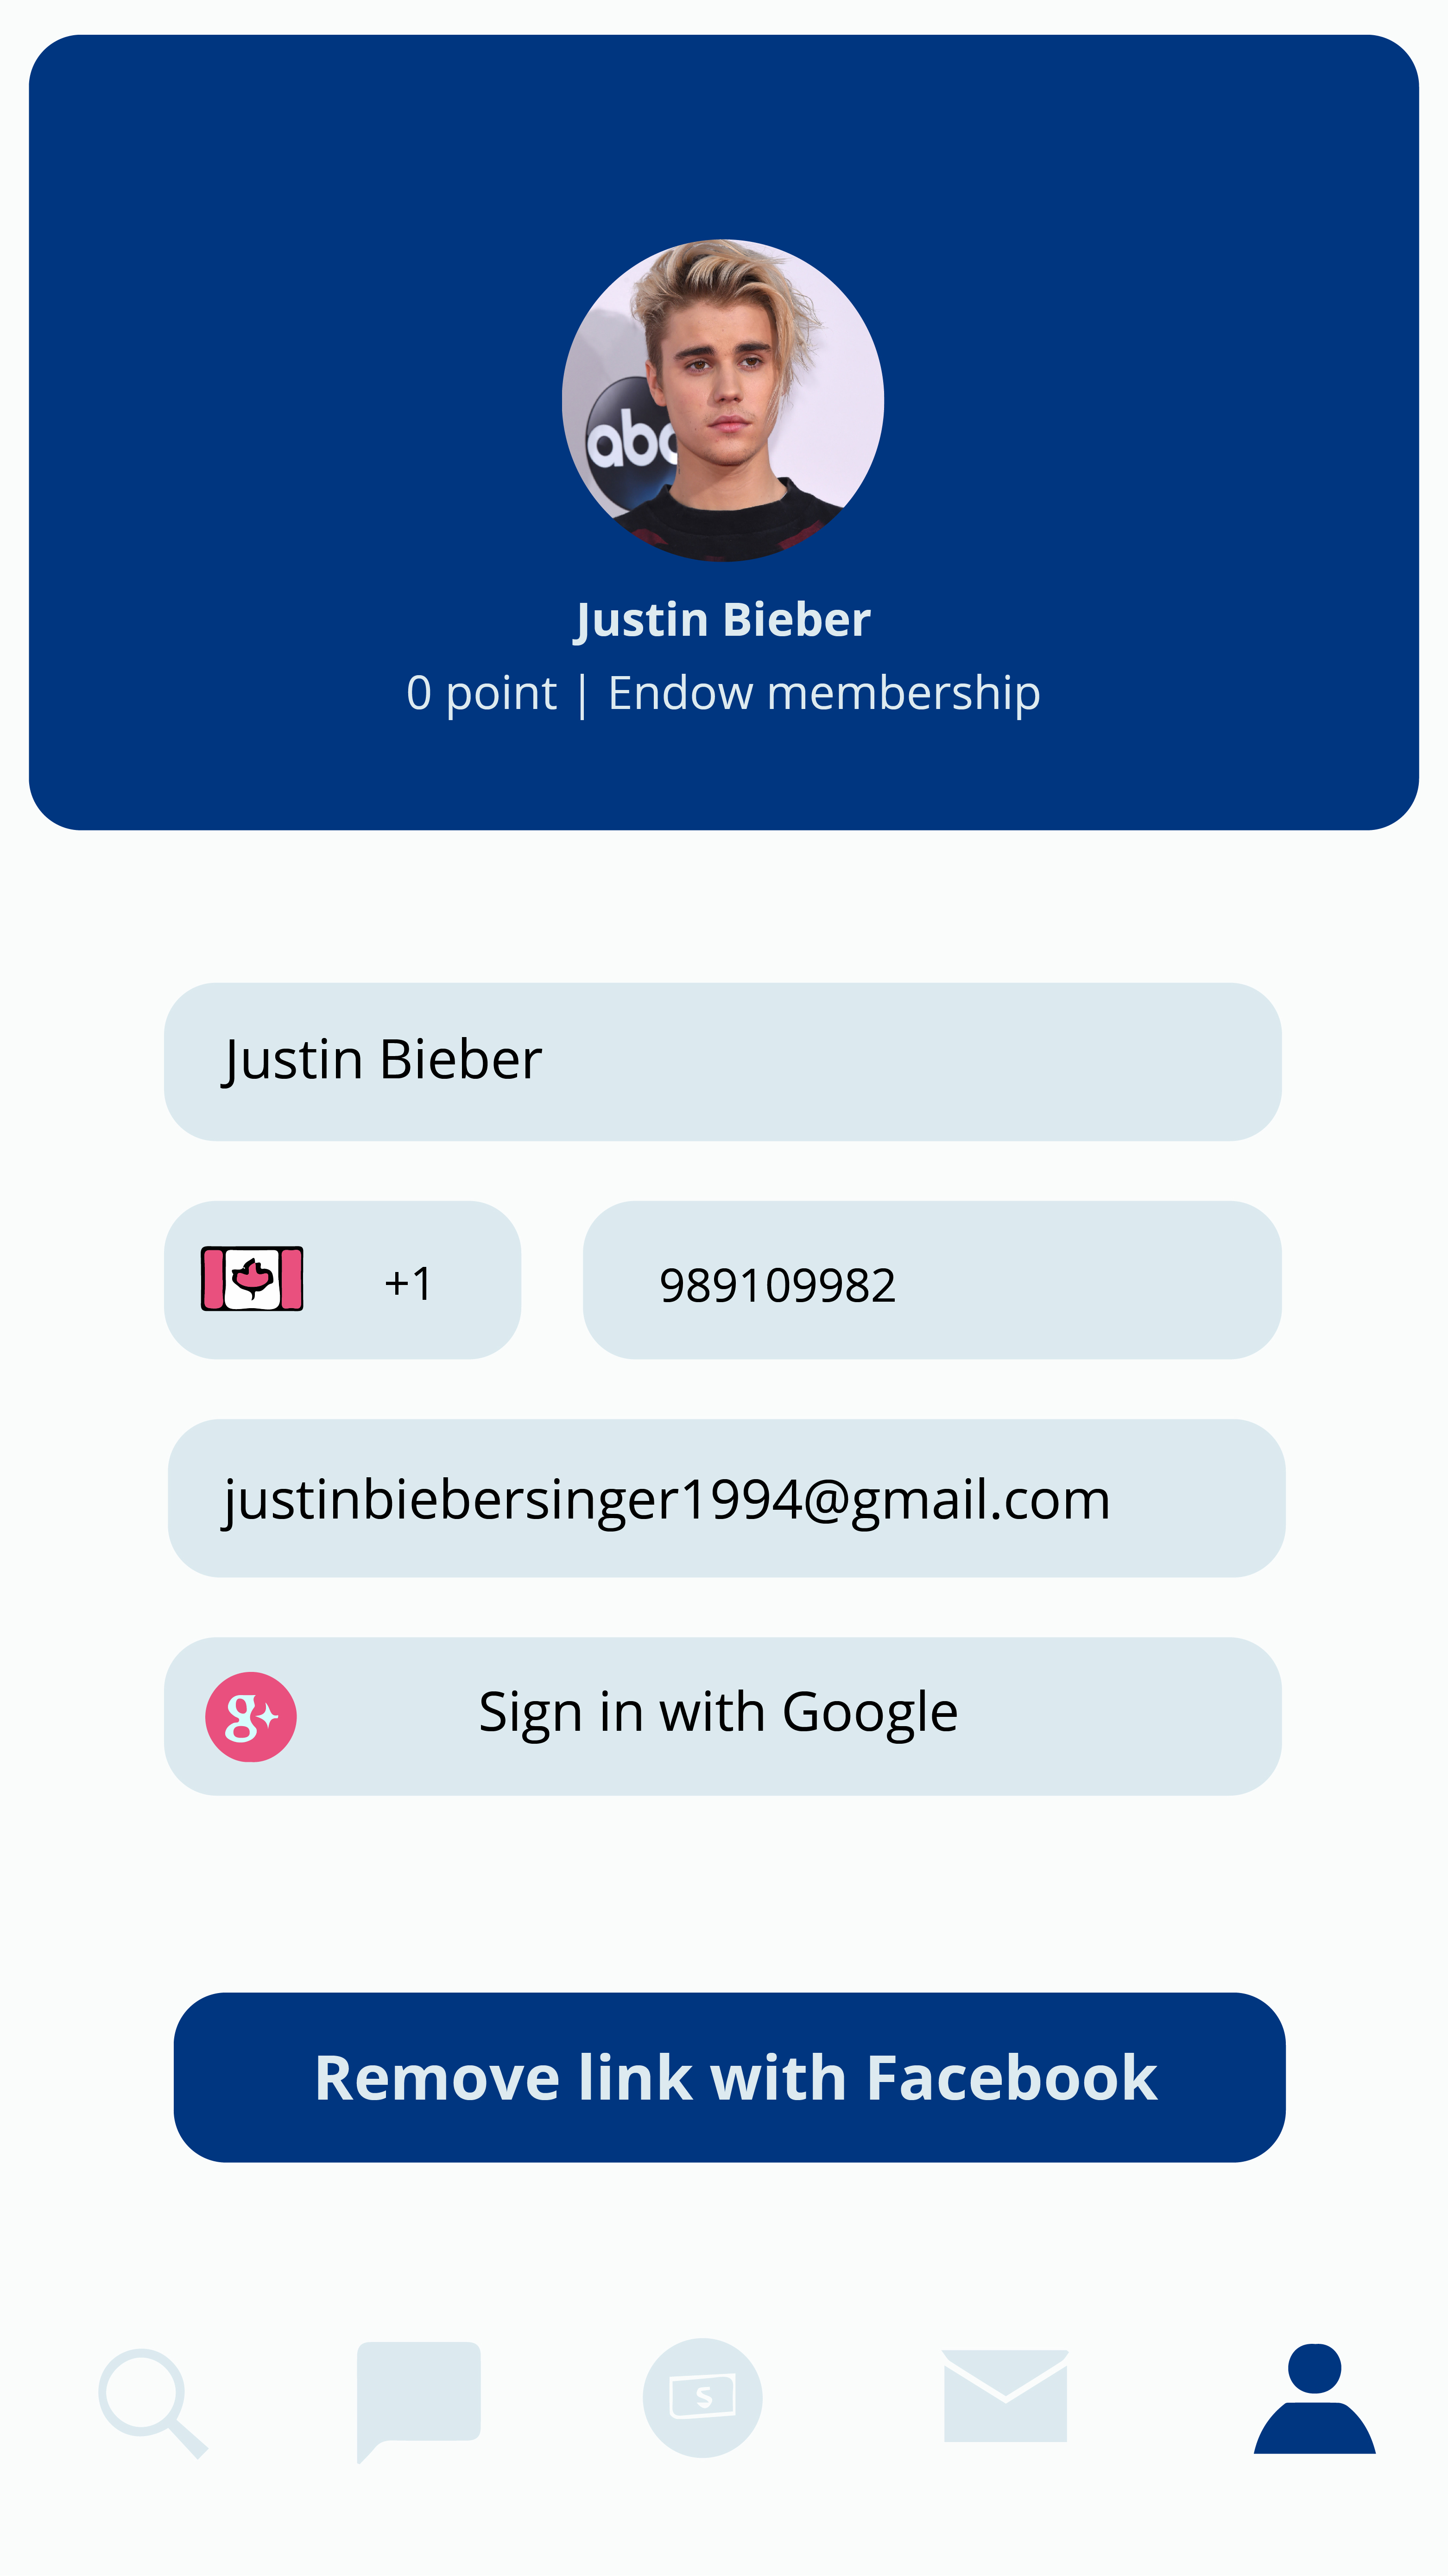 abc
Justin Bieber
0 point | Endow membership
Justin Bieber
+1 989109982
justinbiebersinger1994@gmail.com
g+ Sign in with Google
Remove link with Facebook
S